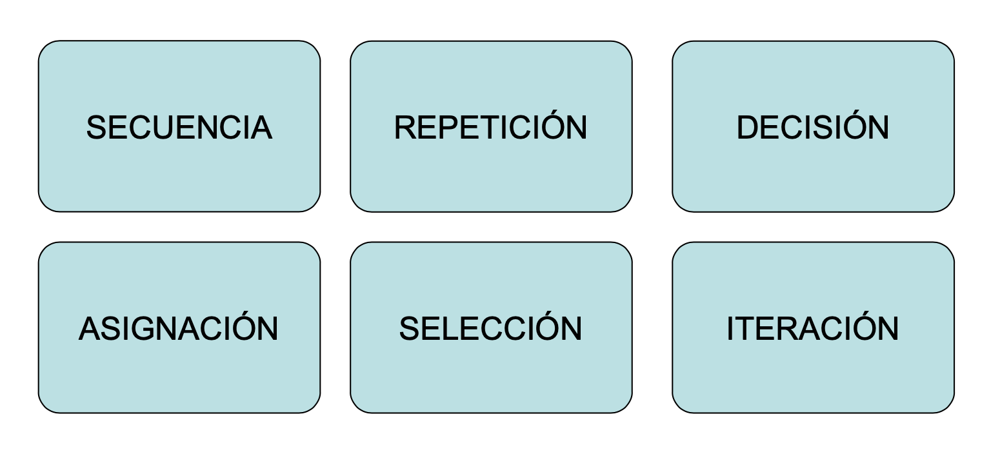 SECUENCIA
REPETICIÓN
DECISIÓN
ASIGNACIÓN
SELECCIÓN
ITERACIÓN